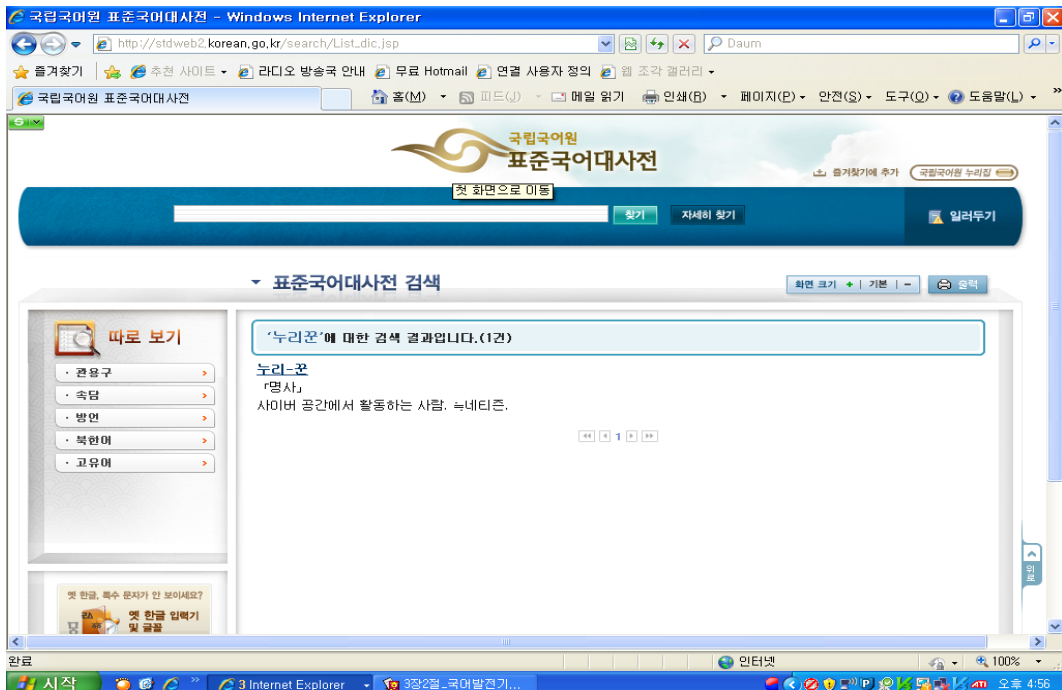 국립국어원 표준국어대사전 - Windows Internet Explorer
http://stdweb2.korean.go.kr/search/List_dic.jsp
Daum
즐겨찾기 추천 사이트 라디오 방송국 안내 무료 Hotmail 연결 사용자 정의 웹 조각 갤러리
국립국어원 표준국어대사전 홈(M) 피드(J) 메일 읽기 인쇄(R) 페이지(P) 안전(S) 도구(O) 도움말(L) »
국립국어원
표준국어대사전
즐겨찾기에 추가 국립국어원 누리집
첫 화면으로 이동
찾기 자세히 찾기 일러두기
표준국어대사전 검색 화면 크기 + | 기본 | - 출력
따로 보기
· 관용구
· 속담
· 방언
· 북한어
· 고유어
‘누리꾼’에 대한 검색 결과입니다.(1건)
누리-꾼
「명사」
사이버 공간에서 활동하는 사람. ≒네티즌.
1
위로
옛 한글, 특수 문자가 안 보이세요?
옛 한글 입력기
및 글꼴
완료 인터넷 100%
시작 » 3 Internet Explorer 3장2절_국어발전기... 오후 4:56